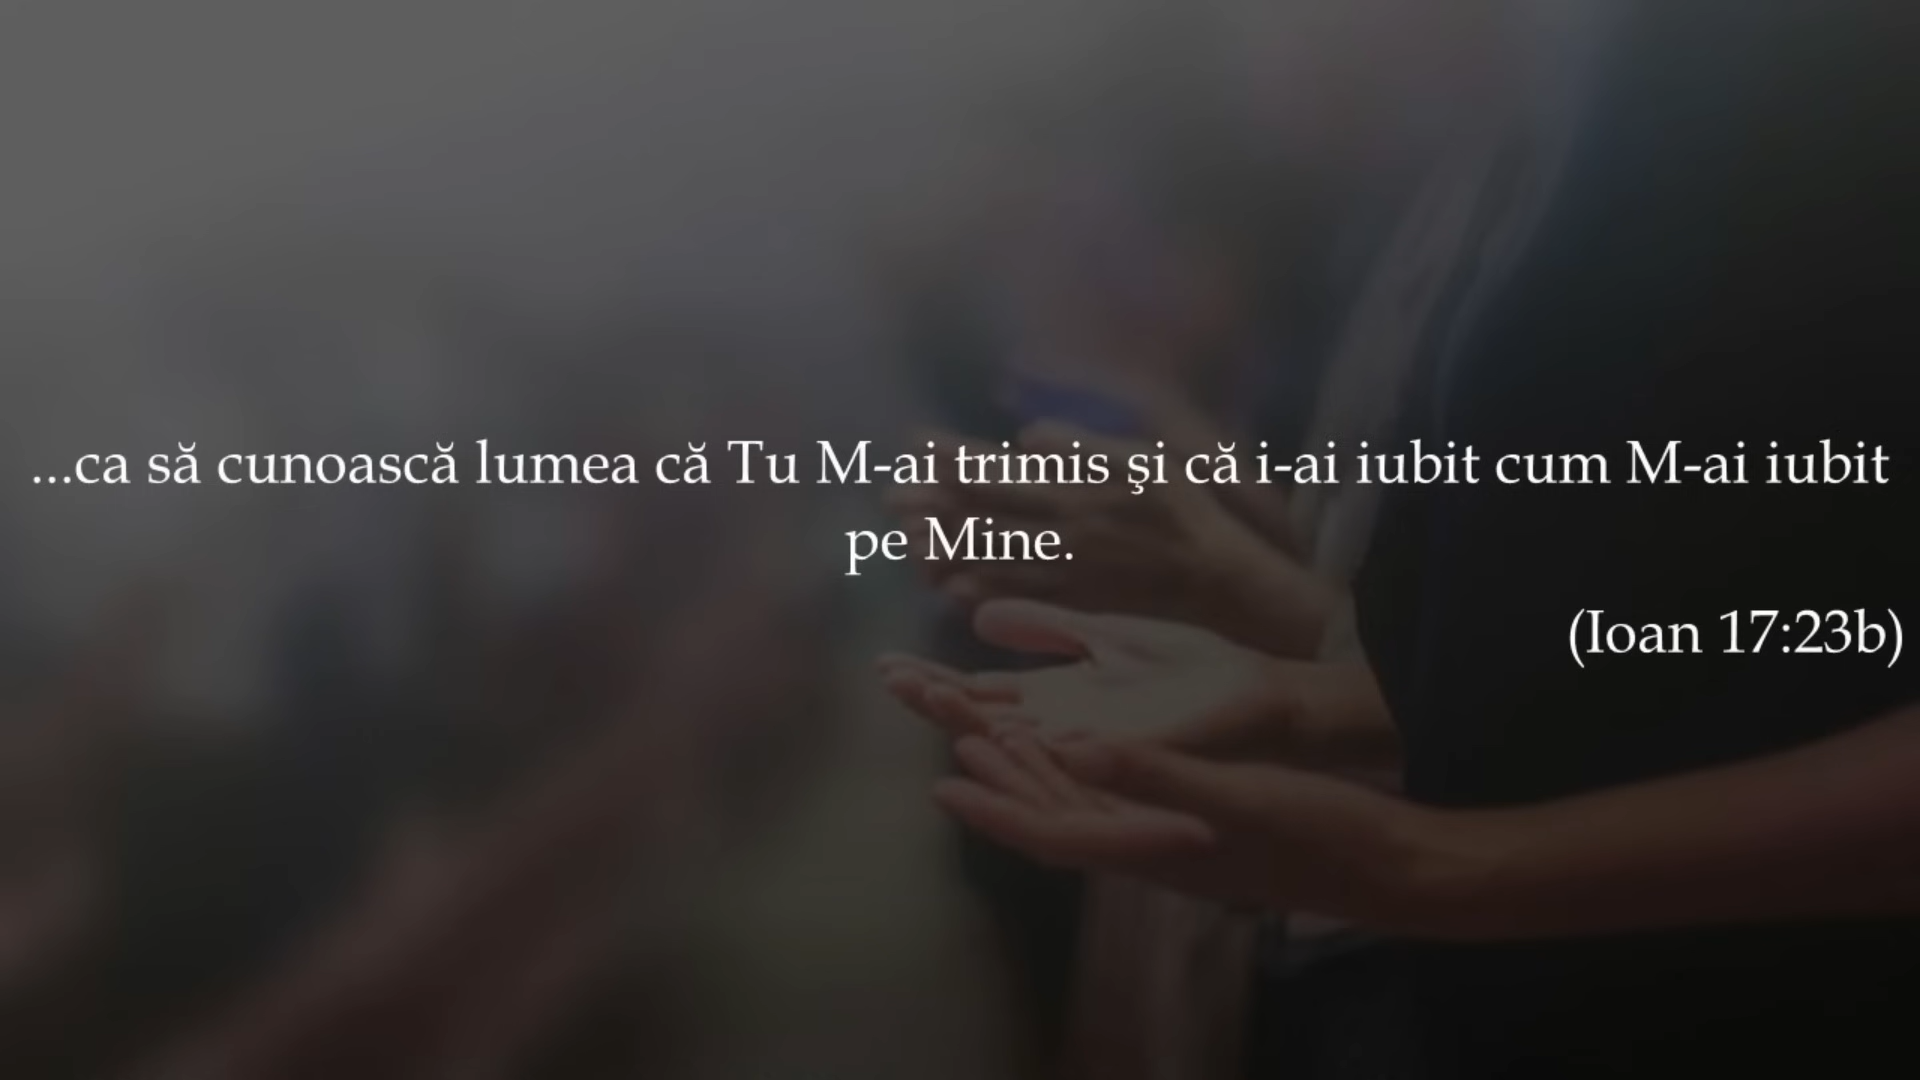 ...ca să cunoască lumea că Tu M-ai trimis şi că i-ai iubit cum M-ai iubit
pe Mine.
(Ioan 17:23b)